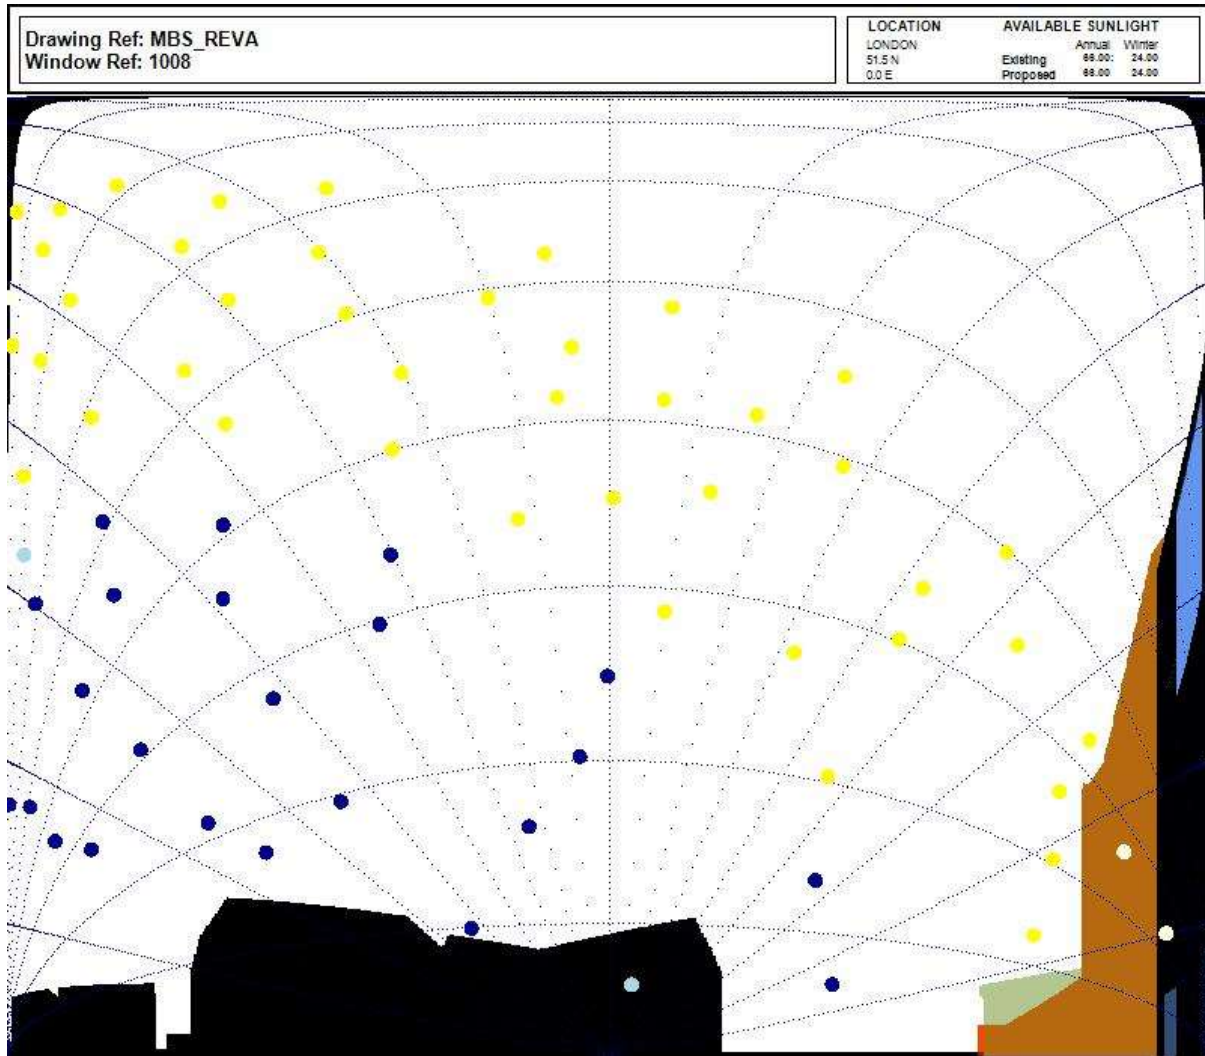 Drawing Ref: MBS_REVA
Window Ref: 1008
LOCATION
LONDON
51.5 N
0.0 E
AVAILABLE SUNLIGHT
Annual Winter
Existing 66.00: 24.00
Proposed 66.00 24.00